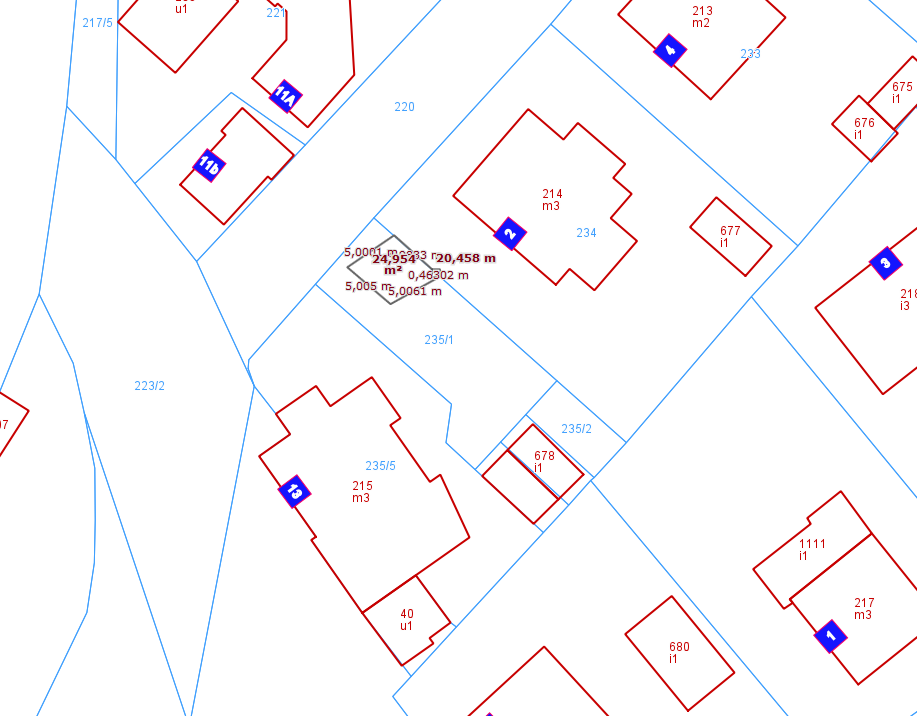 u1
217/5
221
11A
213
m2
4
233
675
i1
676
i1
220
11b
214
m3
2
234
677
i1
3
218
i3
5,0001 m
24,954
m²
20,458 m
0,46302 m
5,005 m
5,0061 m
235/1
223/2
235/2
678
i1
235/5
215
m3
13
1111
i1
217
m3
1
40
u1
680
i1